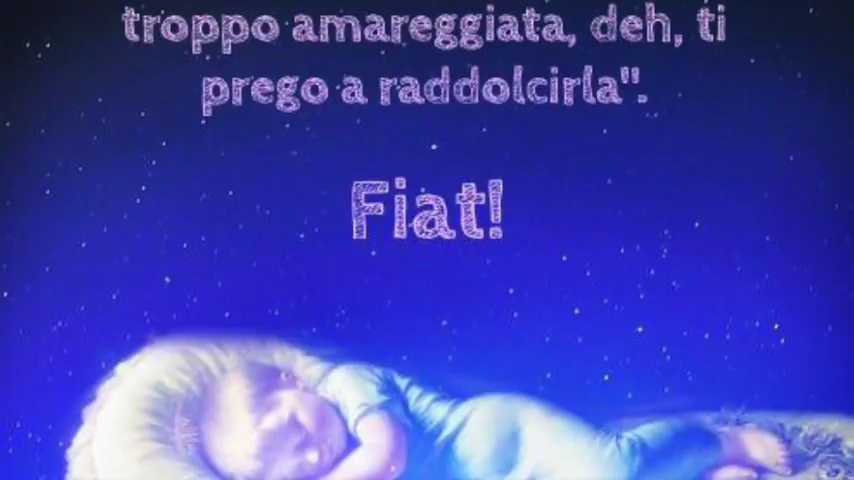 troppo amareggiata, deh, ti
prego a raddolcirla".
Fiat!